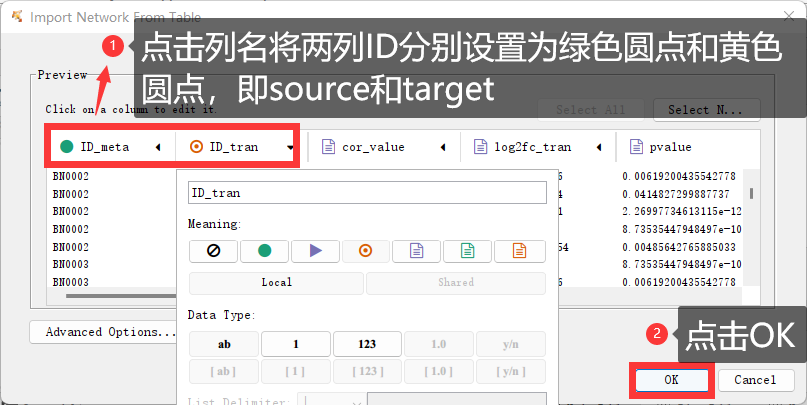 Import Network From Table
1 点击列名将两列ID分别设置为绿色圆点和黄色
圆点，即source和target
Preview
Click on a column to edit it.
Select All
Select N...
ID_meta
ID_tran
cor_value
log2fc_tran
pvalue
BN0002
BN0002
BN0002
BN0002
BN0002
BN0003
BN0003
6
4
1
54
6
0.00619200435542778
0.0414827299887737
2.26997734613115e-12
8.73535447948497e-10
0.00485642765885033
8.73535447948497e-10
0.00619200435542778
ID_tran
Meaning:
Local
Shared
Data Type:
ab
1
123
1.0
y/n
[ ab ]
[ 1 ]
[ 123 ]
[ 1.0 ]
[ y/n ]
List Delimiter:
Advanced Options...
2 点击OK
OK
Cancel